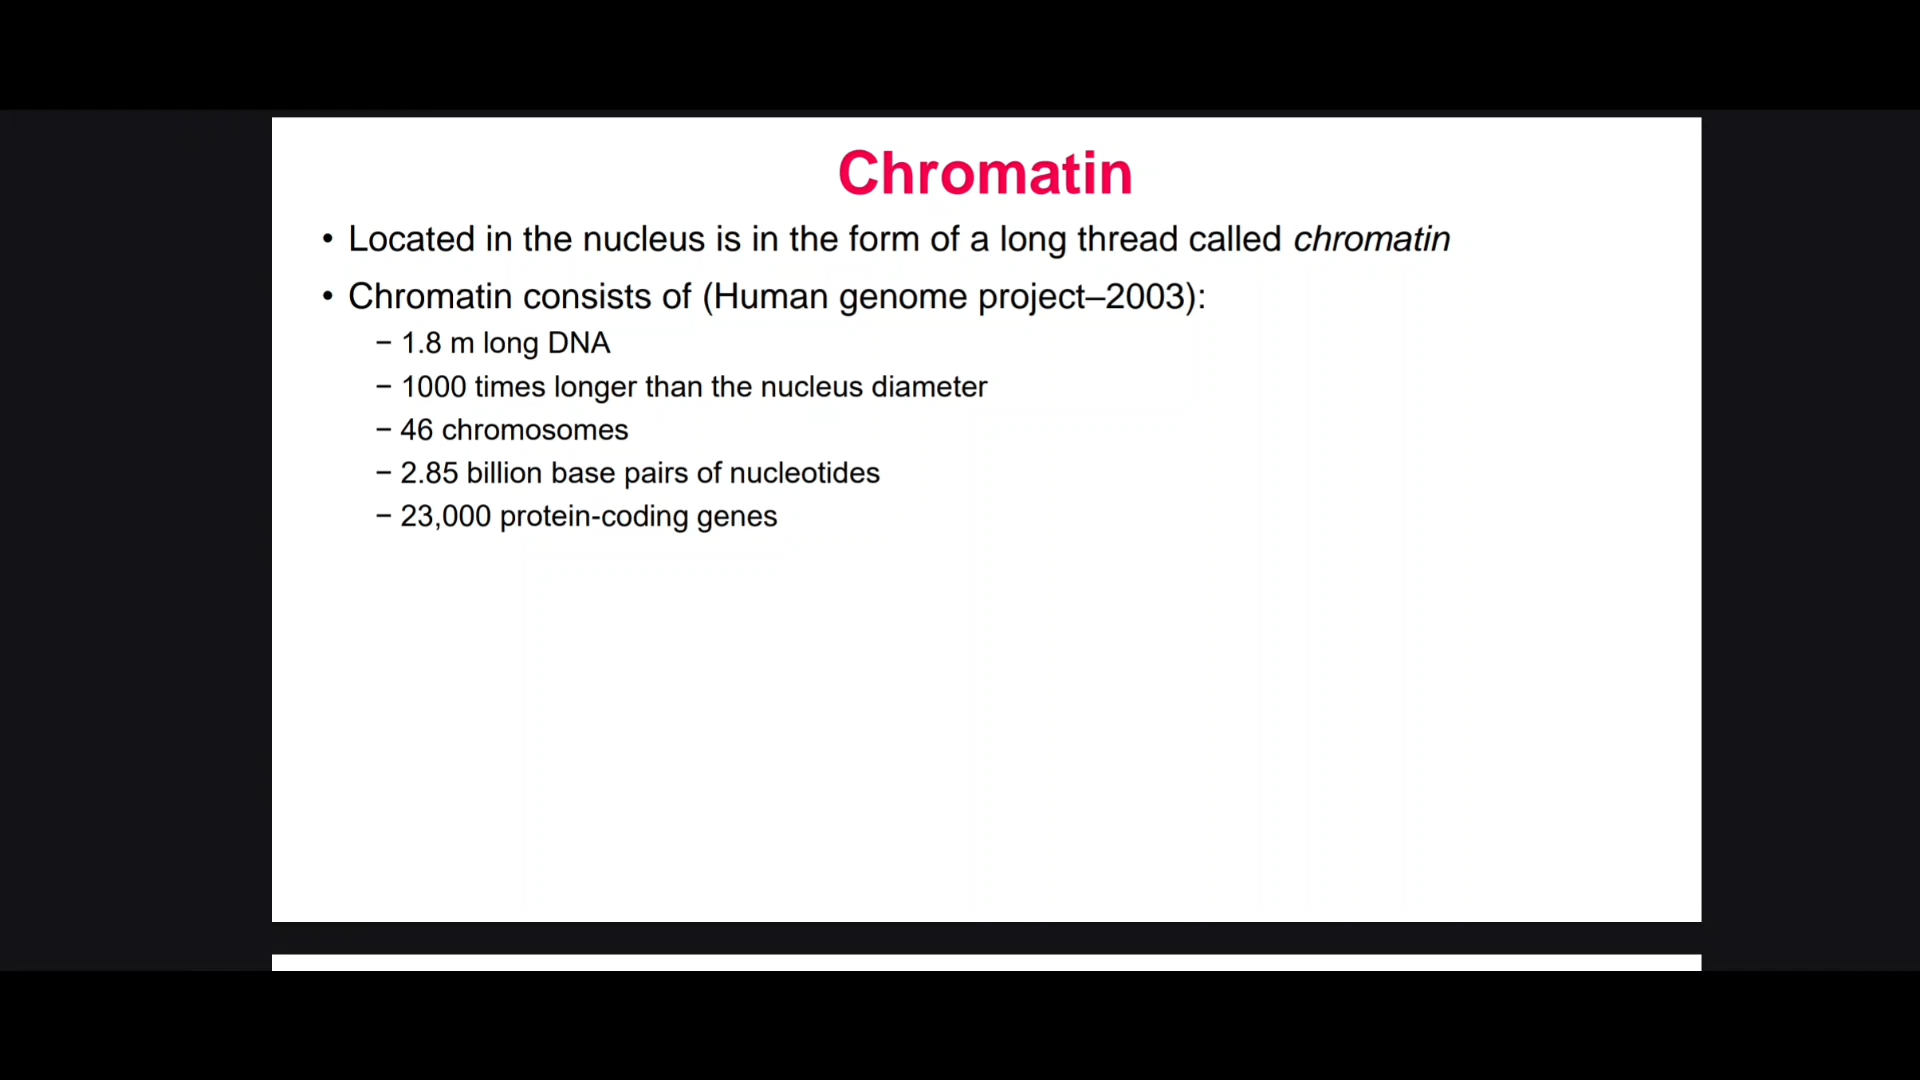 Chromatin
• Located in the nucleus is in the form of a long thread called chromatin
• Chromatin consists of (Human genome project–2003):
− 1.8 m long DNA
− 1000 times longer than the nucleus diameter
− 46 chromosomes
− 2.85 billion base pairs of nucleotides
− 23,000 protein-coding genes